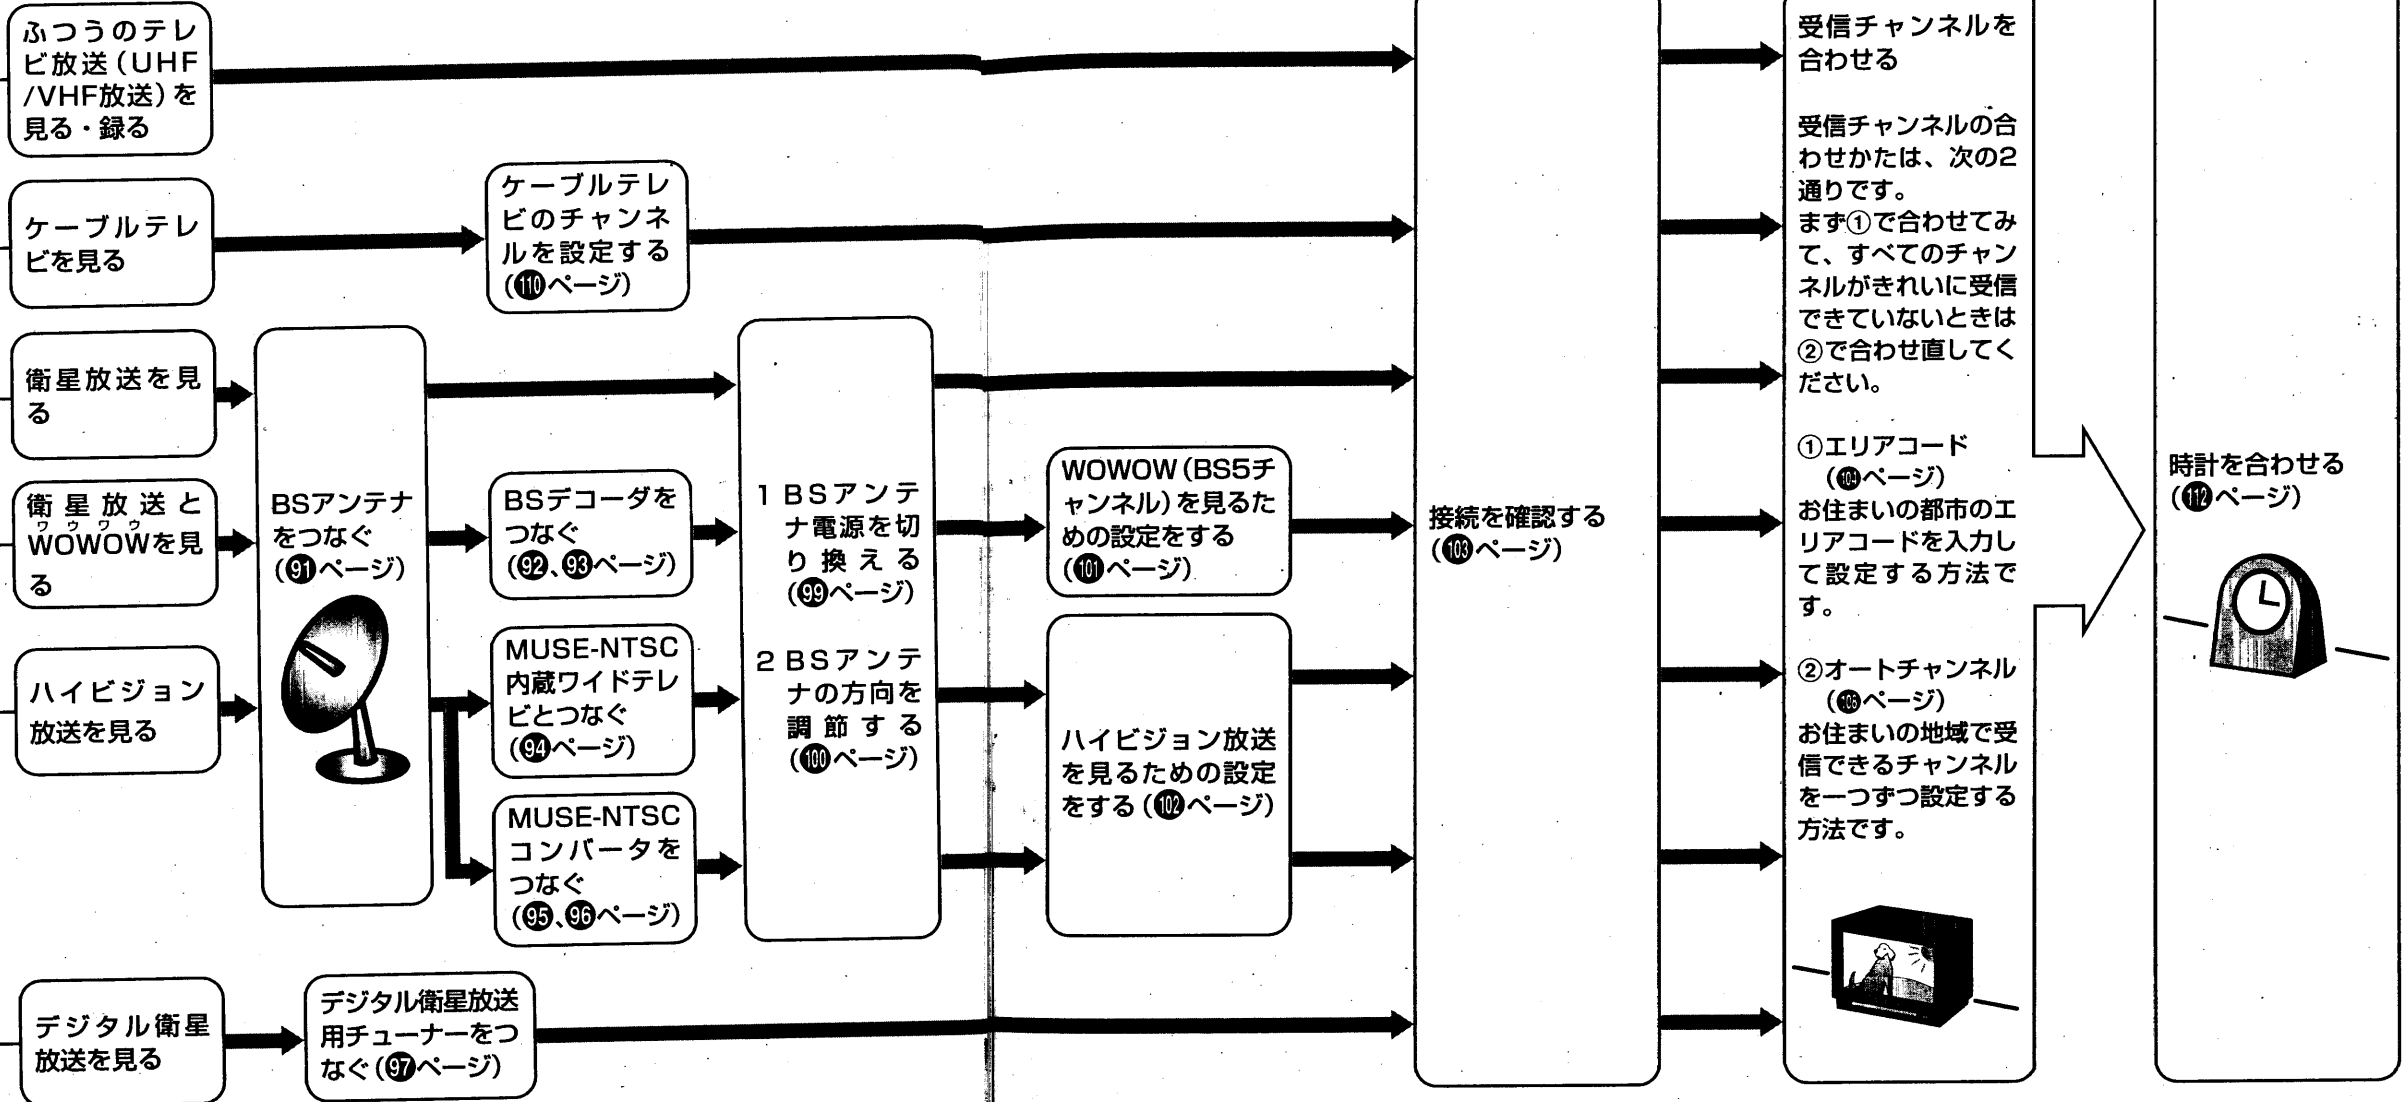 ふつうのテレ
ビ放送（UHF
/VHF放送）を
見る・録る
ケーブルテレ
ビを見る
ケーブルテレ
ビのチャンネ
ルを設定する
（110ページ）
衛星放送を見
る
衛星放送と
ワウワウ
WOWOWを見
る
ハイビジョン
放送を見る
BSアンテナ
をつなぐ
（91ページ）
BSデコーダを
つなぐ
（92、93ページ）
MUSE-NTSC
内蔵ワイドテレ
ビとつなぐ
（94ページ）
MUSE-NTSC
コンバータを
つなぐ
（95、96ページ）
1 BSアンテ
ナ電源を切
り換える
（99ページ）
2 BSアンテ
ナの方向を
調節する
（100ページ）
WOWOW（BS5チ
ャンネル）を見るた
めの設定をする
（101ページ）
ハイビジョン放送
を見るための設定
をする（102ページ）
デジタル衛星
放送を見る
デジタル衛星放送
用チューナーをつ
なぐ（97ページ）
接続を確認する
（103ページ）
受信チャンネルを
合わせる
受信チャンネルの合
わせかたは、次の2
通りです。
まず①で合わせてみ
て、すべてのチャン
ネルがきれいに受信
できていないときは
②で合わせ直してく
ださい。
①エリアコード
（104ページ）
お住まいの都市のエ
リアコードを入力し
て設定する方法で
す。
②オートチャンネル
（ページ）
お住まいの地域で受
信できるチャンネル
を一つずつ設定する
方法です。
時計を合わせる
（112ページ）